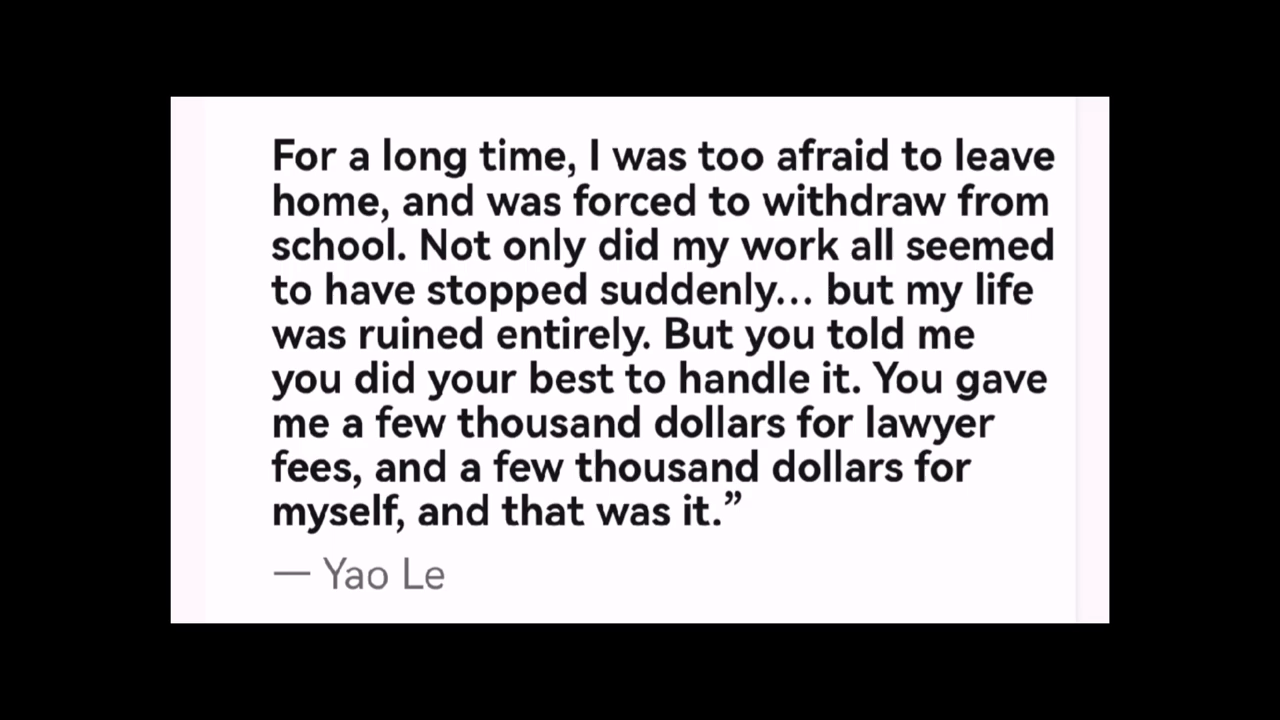 For a long time, I was too afraid to leave
home, and was forced to withdraw from
school. Not only did my work all seemed
to have stopped suddenly... but my life
was ruined entirely. But you told me
you did your best to handle it. You gave
me a few thousand dollars for lawyer
fees, and a few thousand dollars for
myself, and that was it.”
— Yao Le